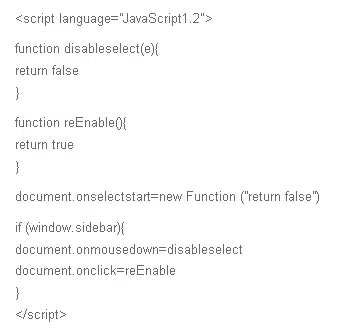 <script language="JavaScript1.2">
function disableselect(e){
return false
}
function reEnable(){
return true
}
document.onselectstart=new Function ("return false")
if (window.sidebar){
document.onmousedown=disableselect
document.onclick=reEnable
}
</script>